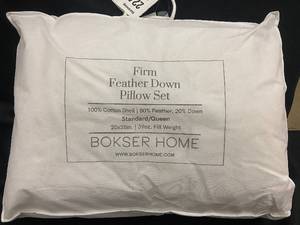 Firm
Feather Down
Pillow Set
100% Cotton Shell | 80% Feather, 20% Down
Standard/Queen
20x28in. | 39oz. Fill Weight
BOKSER HOME
WWW.BOKSERHOME.COM